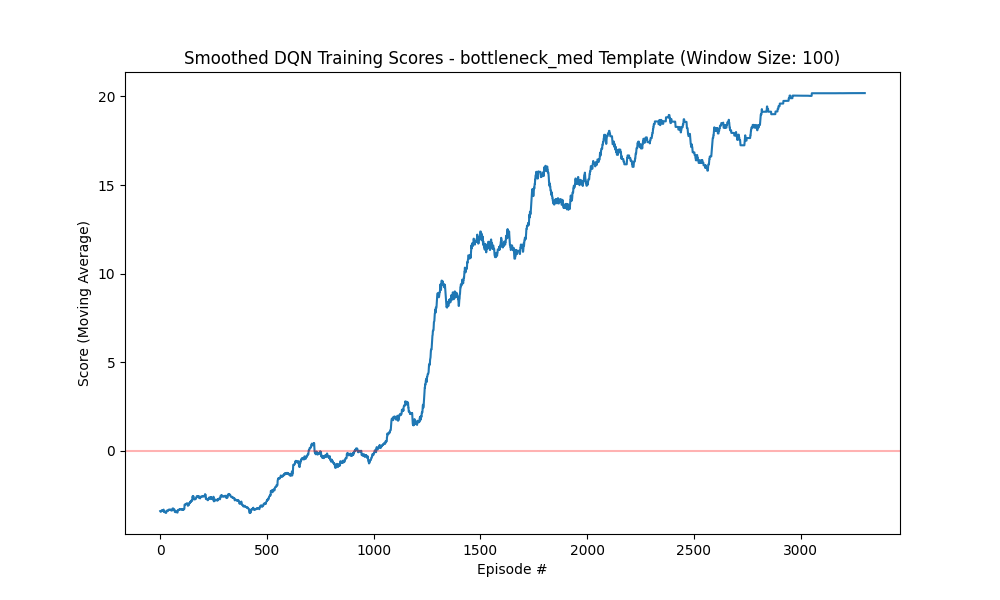 Smoothed DQN Training Scores - bottleneck_med Template (Window Size: 100)
Score (Moving Average)
20
15
10
5
0
0 500 1000 1500 2000 2500 3000
Episode #